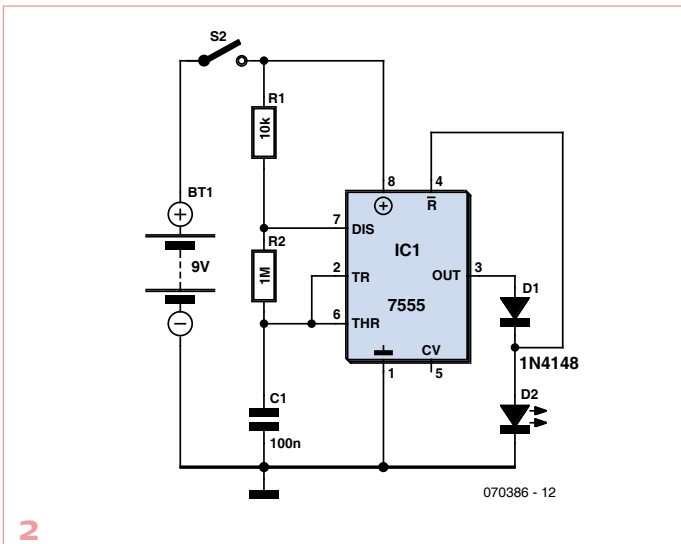 S2
R1
10k
BT1
9V
R2
1M
C1
100n
8
4
R
7
DIS
IC1
2
TR
OUT
3
D1
7555
6
THR
CV
1
5
1N4148
D2
070386 - 12
2